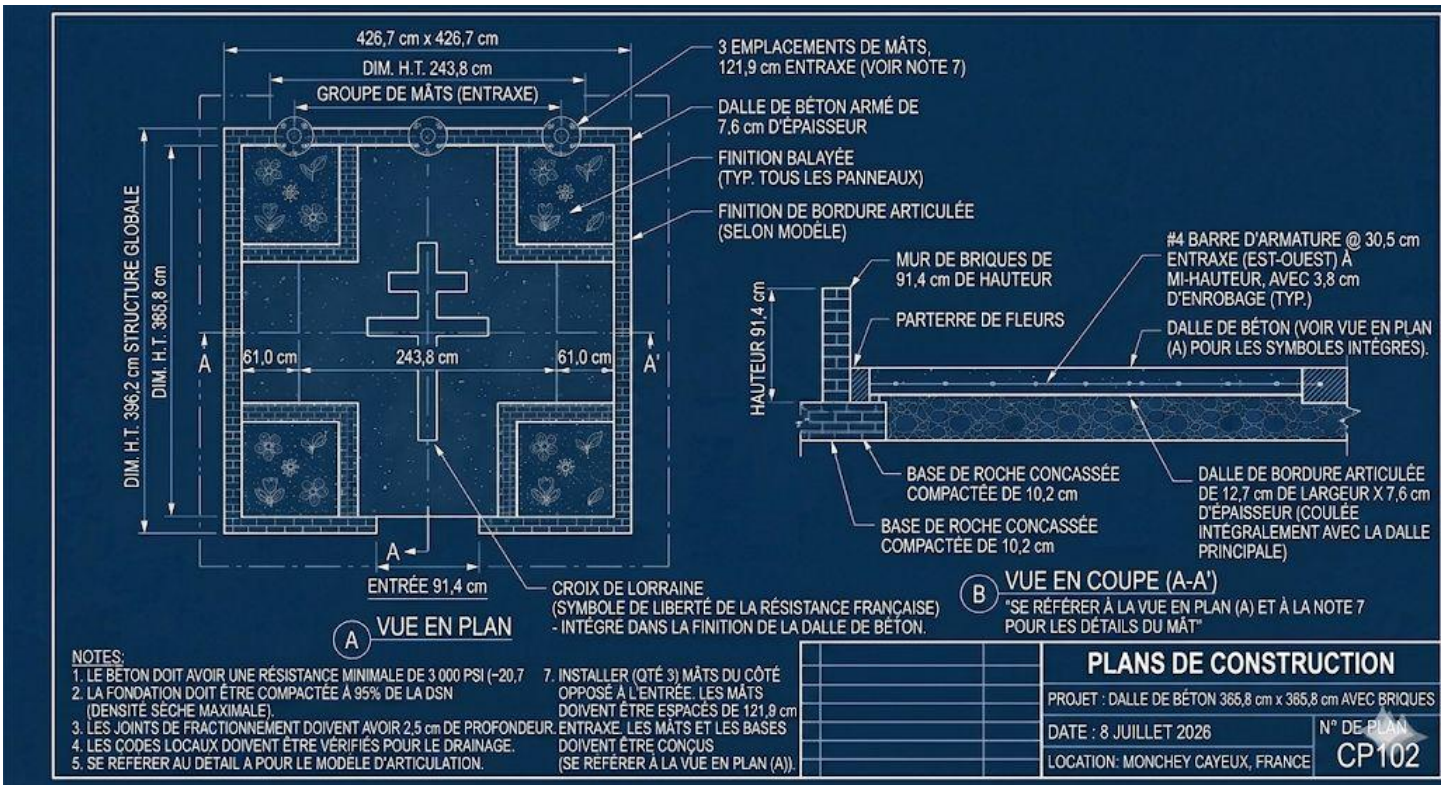 426,7 cm x 426,7 cm
DIM. H.T. 243,8 cm
GROUPE DE MÂTS (ENTRAXE)
DIM. H.T. 396,2 cm STRUCTURE GLOBALE
DIM. H.T. 365,8 cm
A
A'
61,0 cm
243,8 cm
61,0 cm
A
ENTRÉE 91,4 cm
A VUE EN PLAN
3 EMPLACEMENTS DE MÂTS,
121,9 cm ENTRAXE (VOIR NOTE 7)
DALLE DE BÉTON ARMÉ DE
7,6 cm D'ÉPAISSEUR
FINITION BALAYÉE
(TYP. TOUS LES PANNEAUX)
FINITION DE BORDURE ARTICULÉE
(SELON MODÈLE)
CROIX DE LORRAINE
(SYMBOLE DE LIBERTÉ DE LA RÉSISTANCE FRANÇAISE)
- INTÉGRÉ DANS LA FINITION DE LA DALLE DE BÉTON.
MUR DE BRIQUES DE
91,4 cm DE HAUTEUR
PARTERRE DE FLEURS
HAUTEUR 91,4 cm
#4 BARRE D'ARMATURE @ 30,5 cm
ENTRAXE (EST-OUEST) À
MI-HAUTEUR, AVEC 3,8 cm
D'ENROBAGE (TYP.)
DALLE DE BÉTON (VOIR VUE EN PLAN
(A) POUR LES SYMBOLES INTÉGRES).
BASE DE ROCHE CONCASSÉE
COMPACTÉE DE 10,2 cm
BASE DE ROCHE CONCASSÉE
COMPACTÉE DE 10,2 cm
DALLE DE BORDURE ARTICULÉE
DE 12,7 cm DE LARGEUR X 7,6 cm
D'ÉPAISSEUR (COULÉE
INTÉGRALEMENT AVEC LA DALLE
PRINCIPALE)
B VUE EN COUPE (A-A')
"SE RÉFÉRER À LA VUE EN PLAN (A) ET À LA NOTE 7
POUR LES DÉTAILS DU MÂT"
NOTES:
1. LE BÉTON DOIT AVOIR UNE RÉSISTANCE MINIMALE DE 3 000 PSI (~20,7
2. LA FONDATION DOIT ÊTRE COMPACTÉE À 95% DE LA DSN
(DENSITÉ SÈCHE MAXIMALE).
3. LES JOINTS DE FRACTIONNEMENT DOIVENT AVOIR 2,5 cm DE PROFONDEUR.
4. LES CODES LOCAUX DOIVENT ÊTRE VÉRIFIÉS POUR LE DRAINAGE.
5. SE RÉFÉRER AU DÉTAIL A POUR LE MODÈLE D'ARTICULATION.
7. INSTALLER (QTÉ 3) MÂTS DU CÔTÉ
OPPOSÉ À L'ENTRÉE. LES MÂTS
DOIVENT ÊTRE ESPACÉS DE 121,9 cm
ENTRAXE. LES MÂTS ET LES BASES
DOIVENT ÊTRE CONÇUS
(SE RÉFÉRER À LA VUE EN PLAN (A)).
PLANS DE CONSTRUCTION
PROJET : DALLE DE BÉTON 365,8 cm x 365,8 cm AVEC BRIQUES
DATE : 8 JUILLET 2026
LOCATION: MONCHEY CAYEUX, FRANCE
N° DE PLAN
CP102